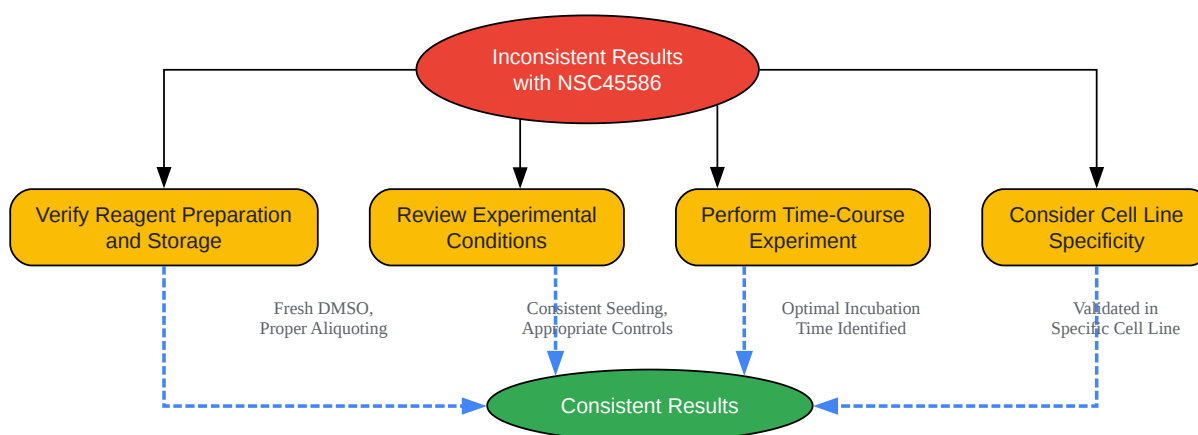 Inconsistent Results
with NSC45586
Verify Reagent Preparation
and Storage
Review Experimental
Conditions
Perform Time-Course
Experiment
Consider Cell Line
Specificity
Fresh DMSO,
Proper Aliquoting
Consistent Seeding,
Appropriate Controls
Optimal Incubation
Time Identified
Validated in
Specific Cell Line
Consistent Results